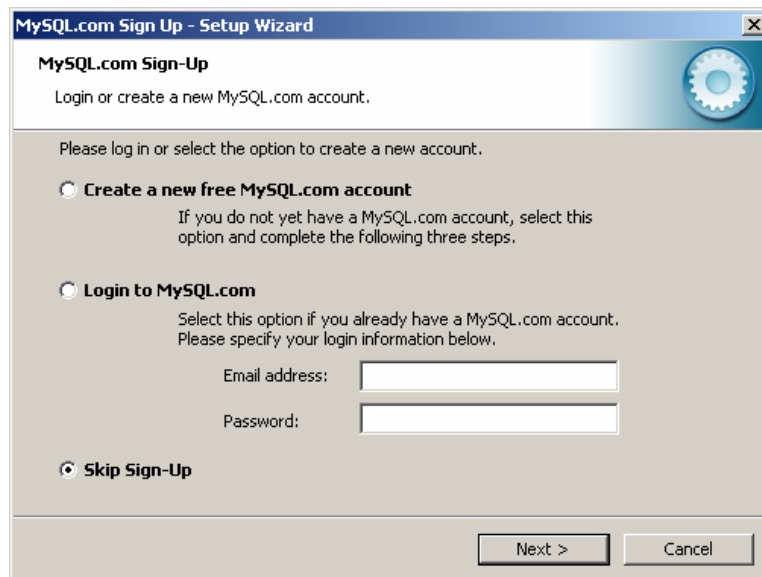 MySQL.com Sign Up - Setup Wizard
MySQL.com Sign-Up
Login or create a new MySQL.com account.
Please log in or select the option to create a new account.
Create a new free MySQL.com account
If you do not yet have a MySQL.com account, select this
option and complete the following three steps.
Login to MySQL.com
Select this option if you already have a MySQL.com account.
Please specify your login information below.
Email address:
Password:
Skip Sign-Up
Next >
Cancel